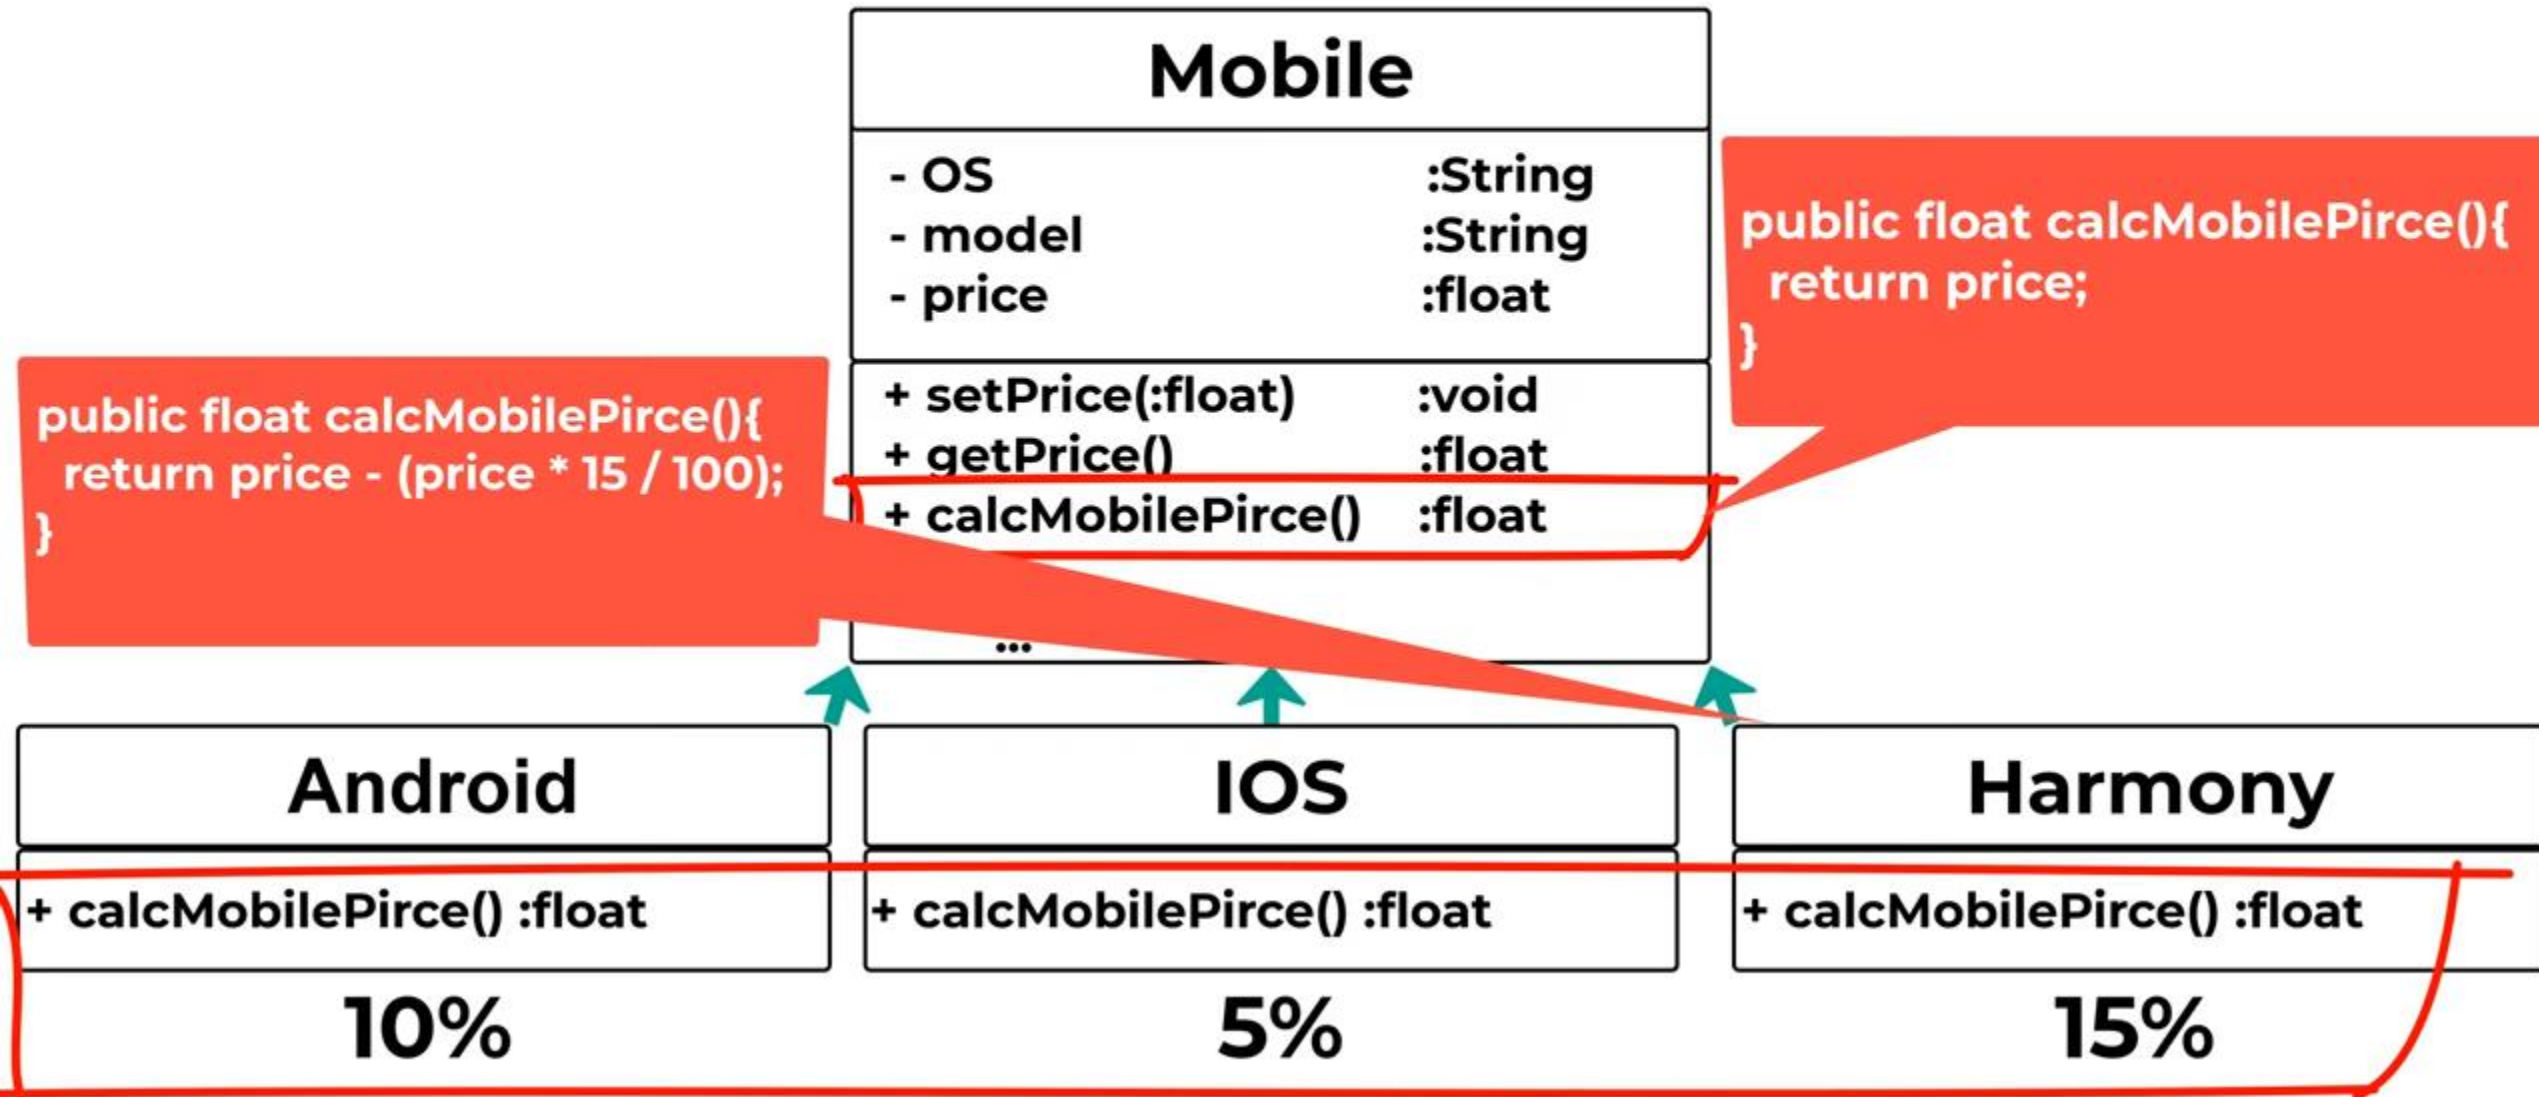 Mobile
- OS :String
- model :String
- price :float
public float calcMobilePirce(){
return price;
}
+ setPrice(:float) :void
+ getPrice() :float
+ calcMobilePirce() :float
...
public float calcMobilePirce(){
return price - (price * 15 / 100);
}
Android
+ calcMobilePirce() :float
10%
IOS
+ calcMobilePirce() :float
5%
Harmony
+ calcMobilePirce() :float
15%